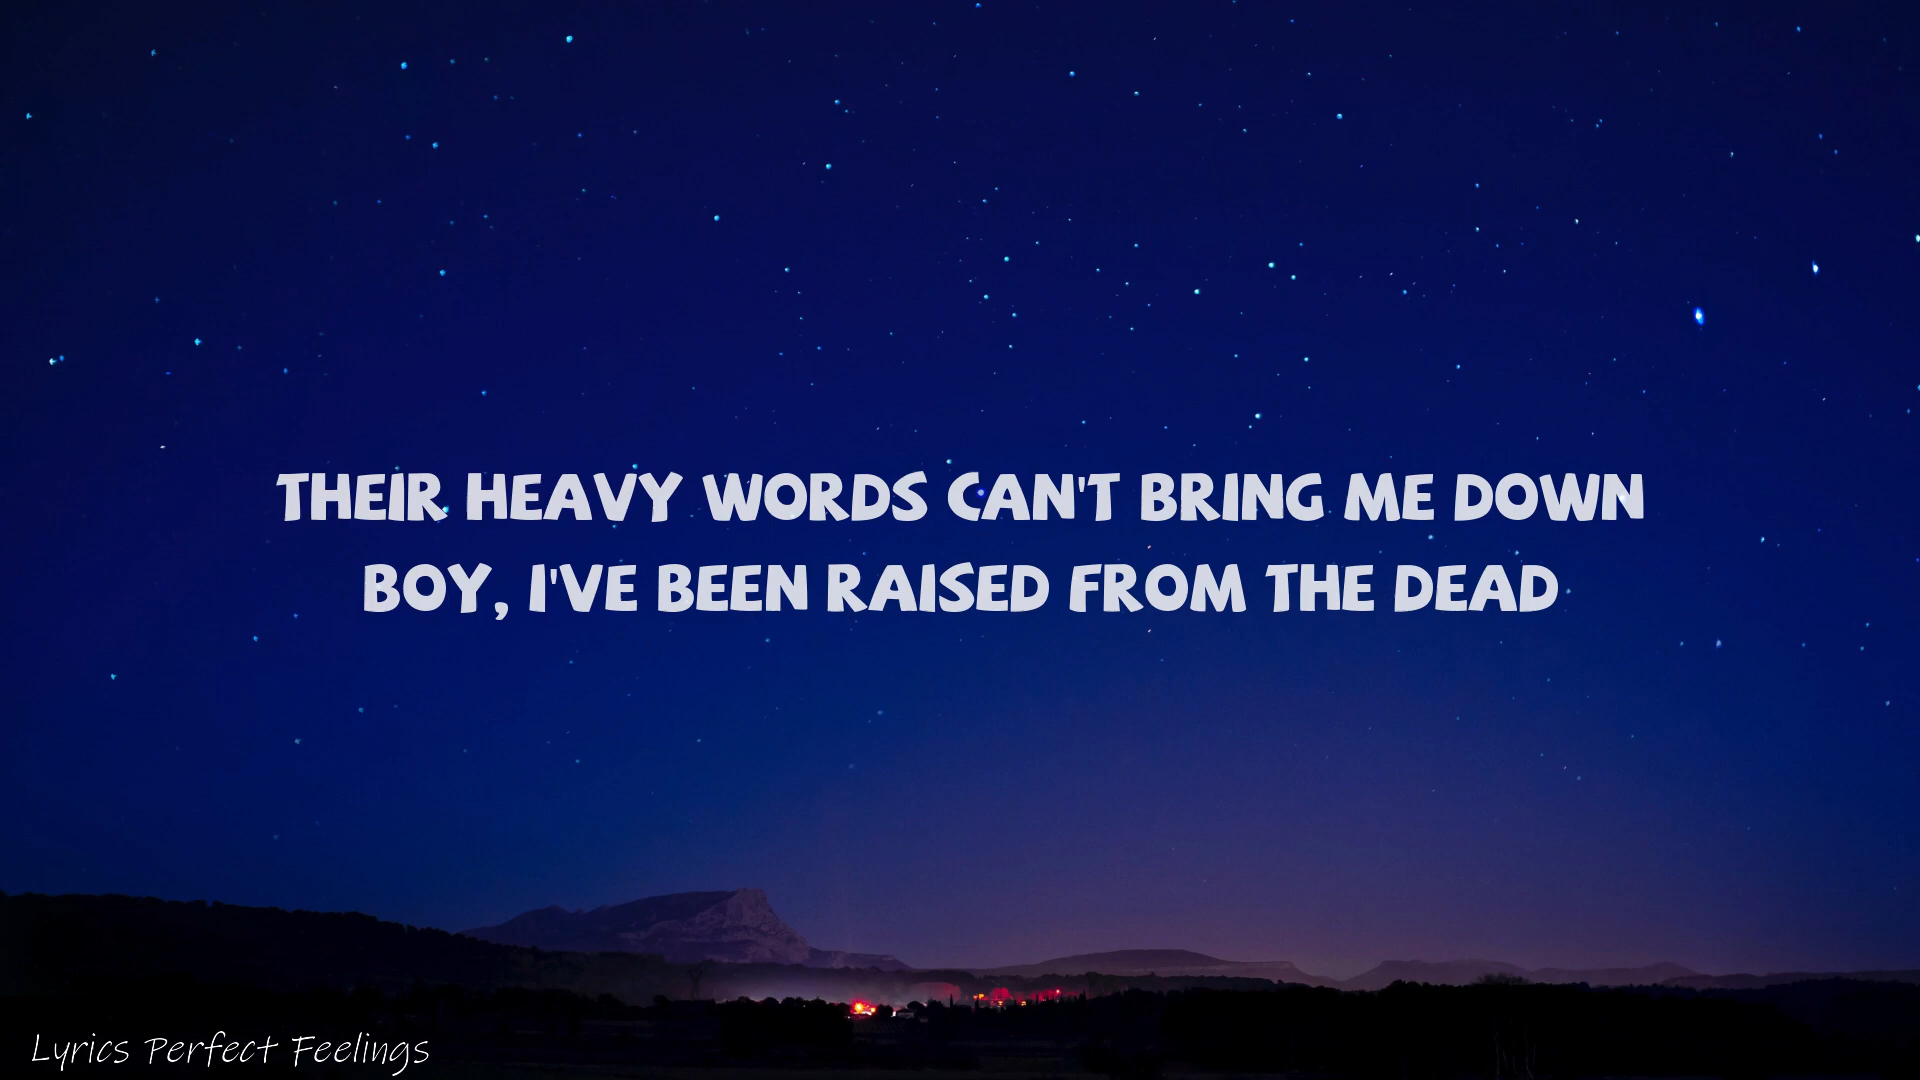 THEIR HEAVY WORDS CAN'T BRING ME DOWN
BOY, I'VE BEEN RAISED FROM THE DEAD
Lyrics Perfect Feelings